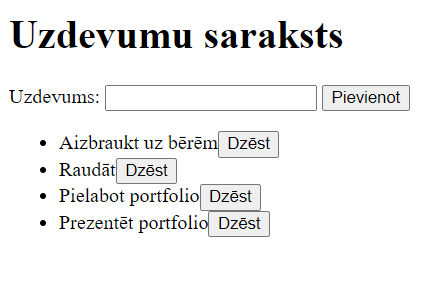 Uzdevumu saraksts
Uzdevums: Pievienot
Aizbraukt uz bērēm Dzēst
Raudāt Dzēst
Pielabot portfolio Dzēst
Prezentēt portfolio Dzēst